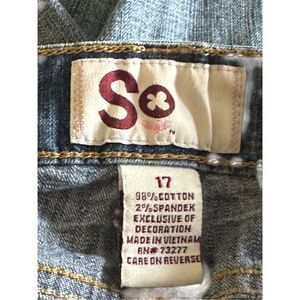 So
17
98%COTTON
2%SPANDEX
EXCLUSIVE OF
DECORATION
MADE IN VIETNAM
RN# 73277
CARE ON REVERSE